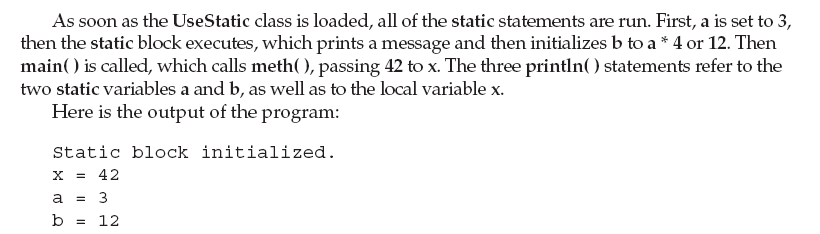 As soon as the UseStatic class is loaded, all of the static statements are run. First, a is set to 3,
then the static block executes, which prints a message and then initializes b to a * 4 or 12. Then
main( ) is called, which calls meth( ), passing 42 to x. The three println( ) statements refer to the
two static variables a and b, as well as to the local variable x.
Here is the output of the program:
Static block initialized.
x = 42
a = 3
b = 12